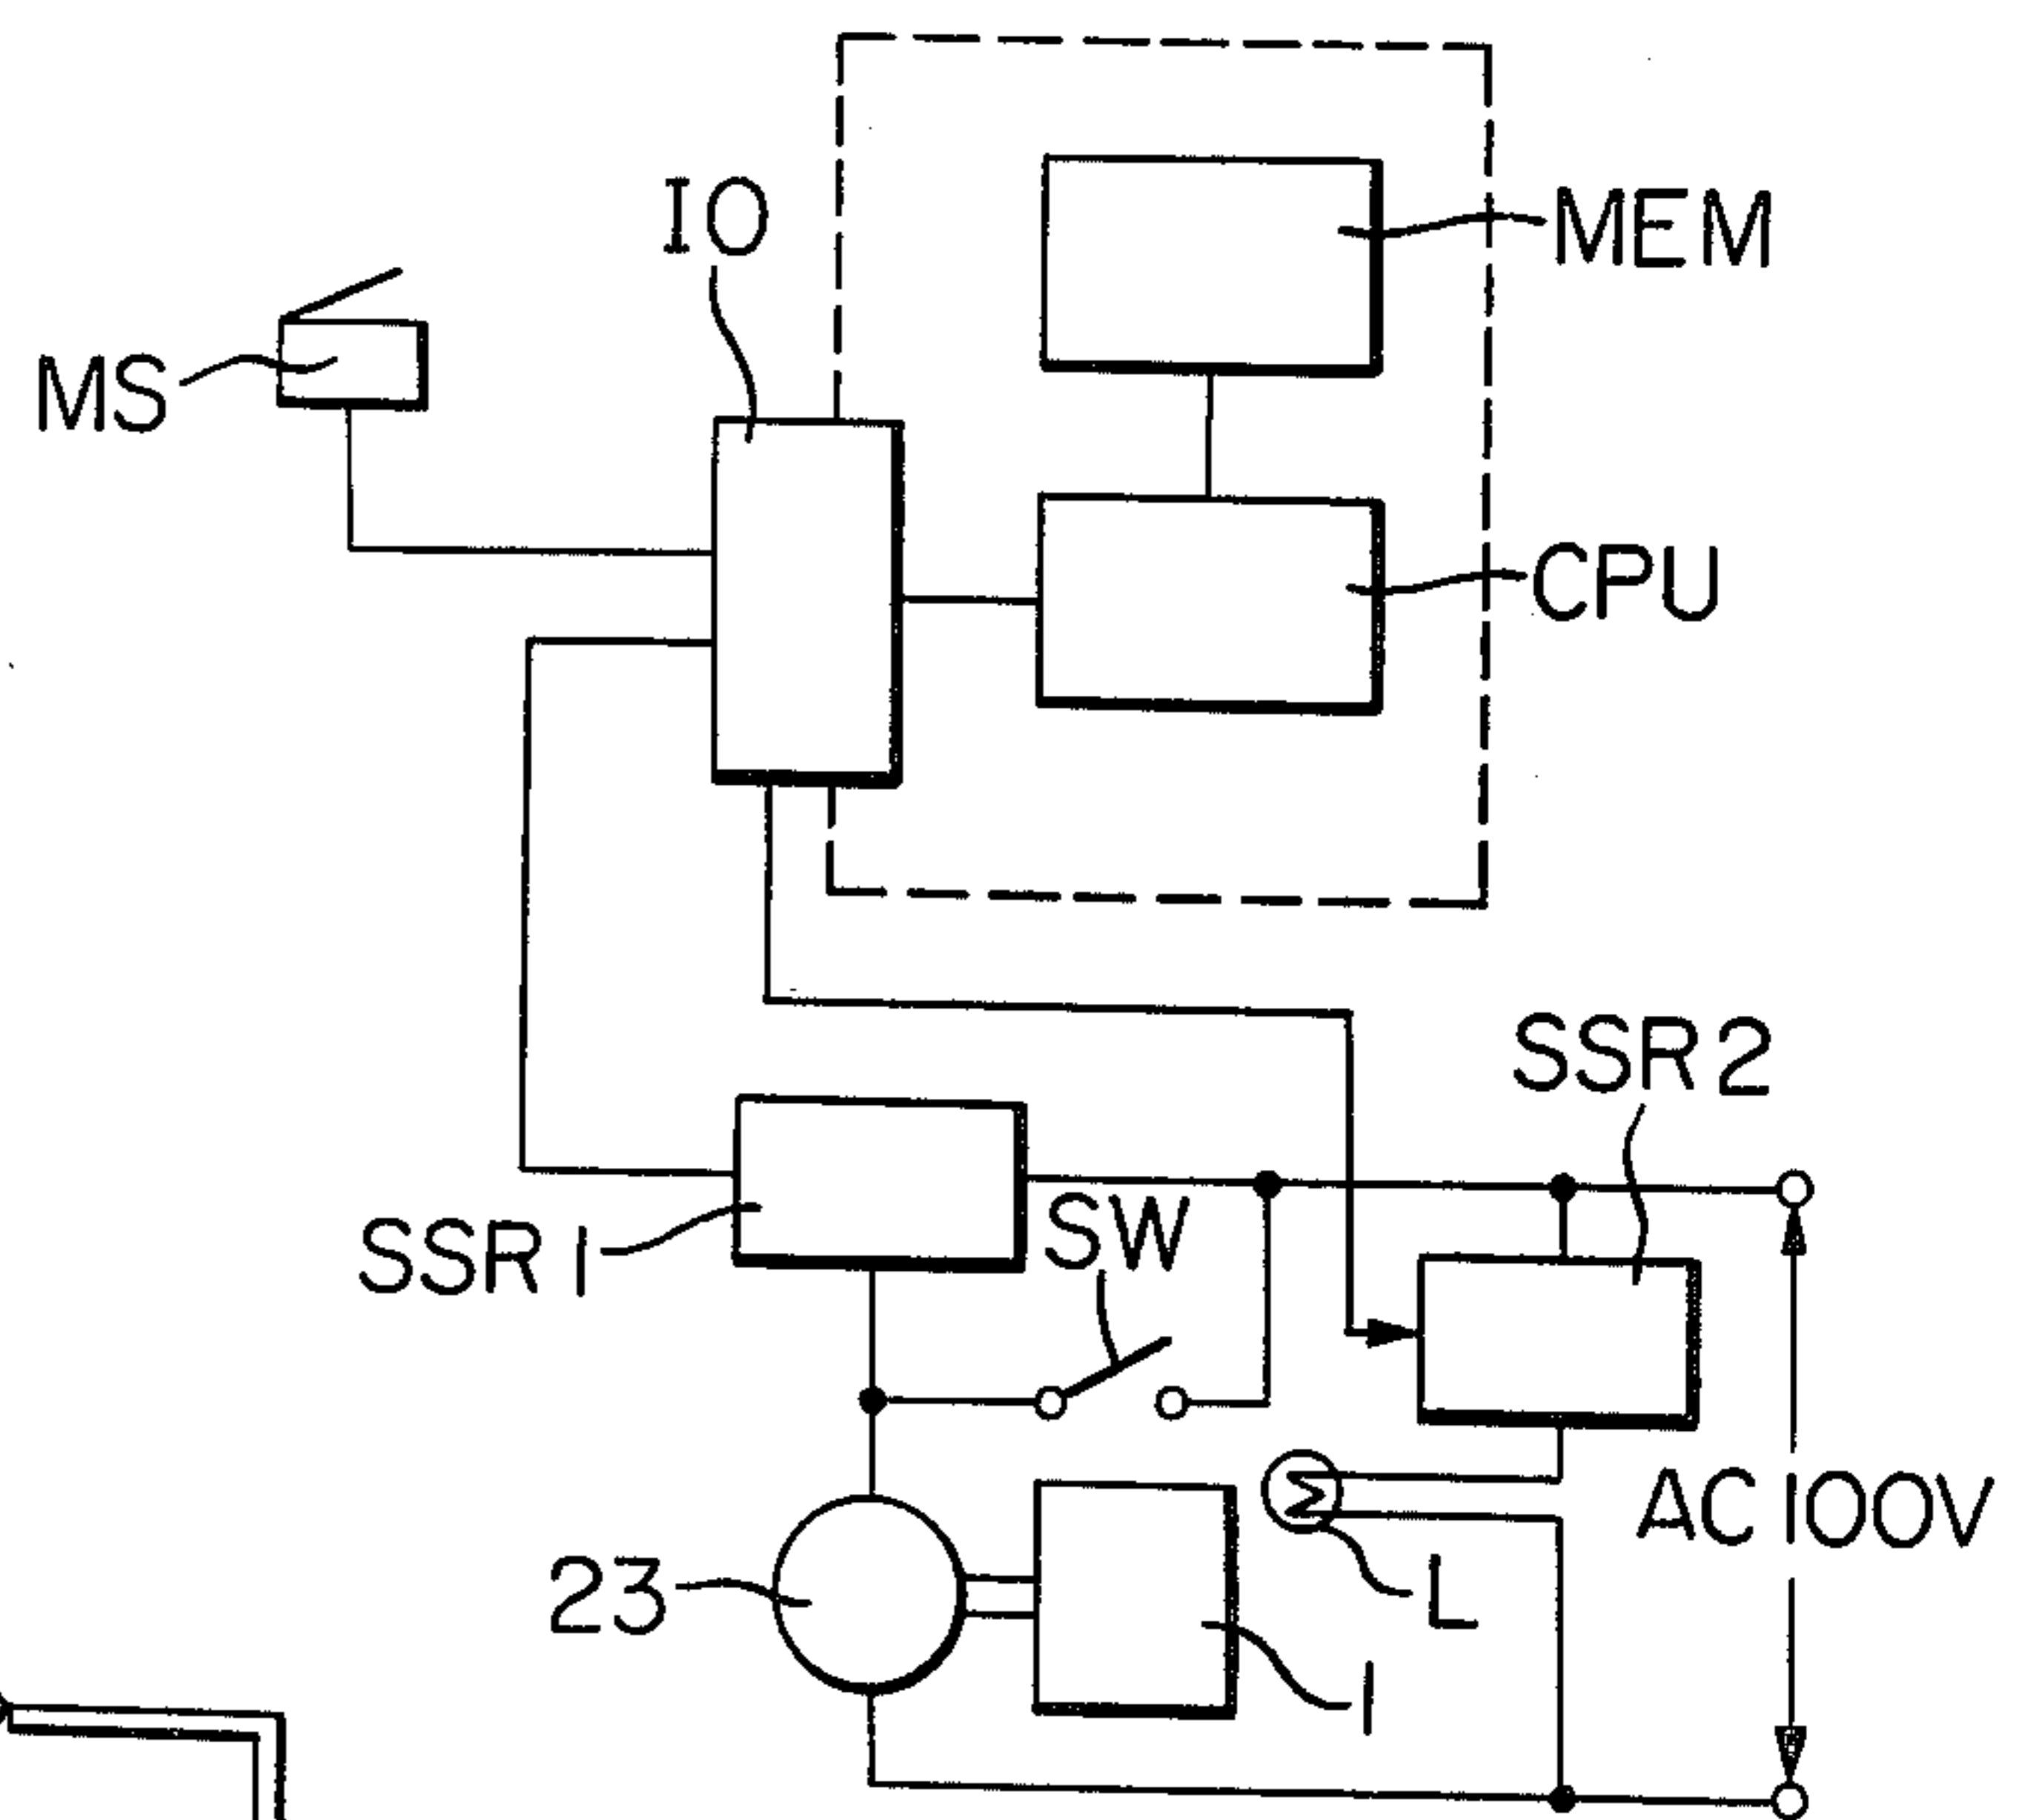 IO
MEM
MS
CPU
SSR2
SSR1
SW
AC100V
23
L
1